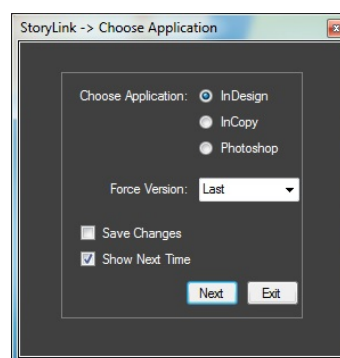 StoryLink -> Choose Application
Choose Application: InDesign
InCopy
Photoshop
Force Version: Last
Save Changes
Show Next Time
Next Exit